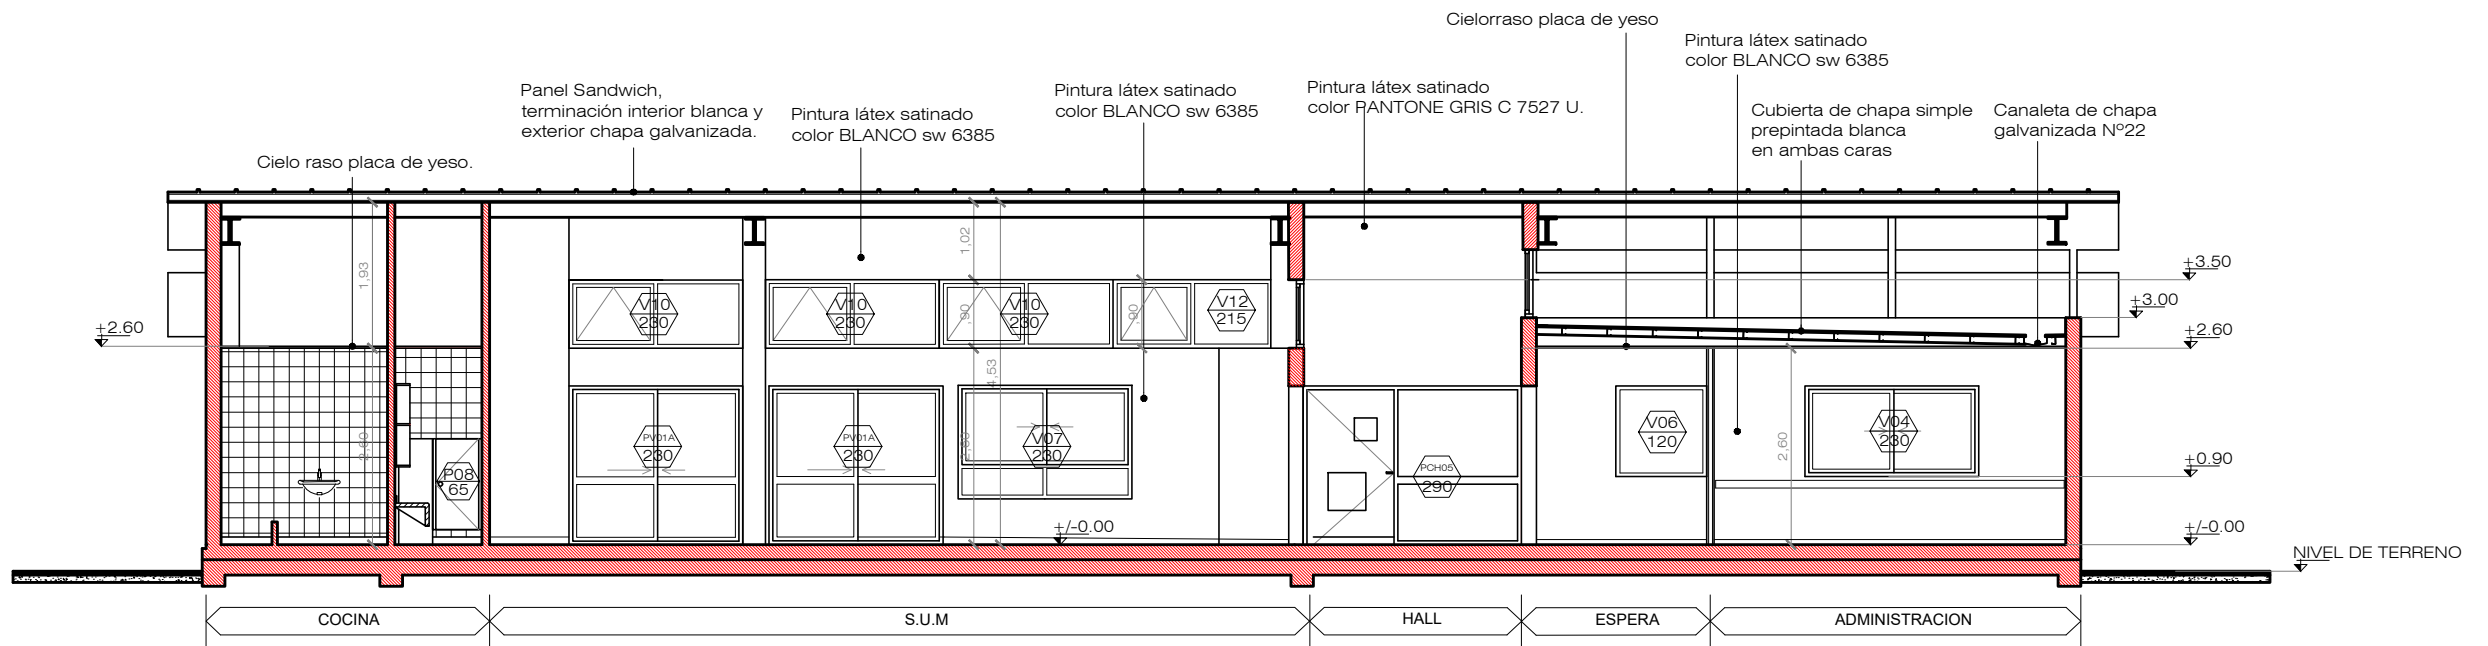 Cielorraso placa de yeso
Pintura látex satinado
color BLANCO sw 6385
Panel Sandwich,
terminación interior blanca y
exterior chapa galvanizada.
Pintura látex satinado
color BLANCO sw 6385
Pintura látex satinado
color BLANCO sw 6385
Pintura látex satinado
color PANTONE GRIS C 7527 U.
Cubierta de chapa simple
prepintada blanca
en ambas caras
Canaleta de chapa
galvanizada Nº22
Cielo raso placa de yeso.
1,93
1,02
+3.50
+3.00
+2.60
+2.60
V10
230
V10
230
V10
230
,90
,90
V12
215
4,53
2,60
2,60
2,60
P08
65
PV01A
230
PV01A
230
V07
230
PCH05
290
V06
120
V04
230
+0.90
+/-0.00
+/-0.00
NIVEL DE TERRENO
COCINA
S.U.M
HALL
ESPERA
ADMINISTRACION